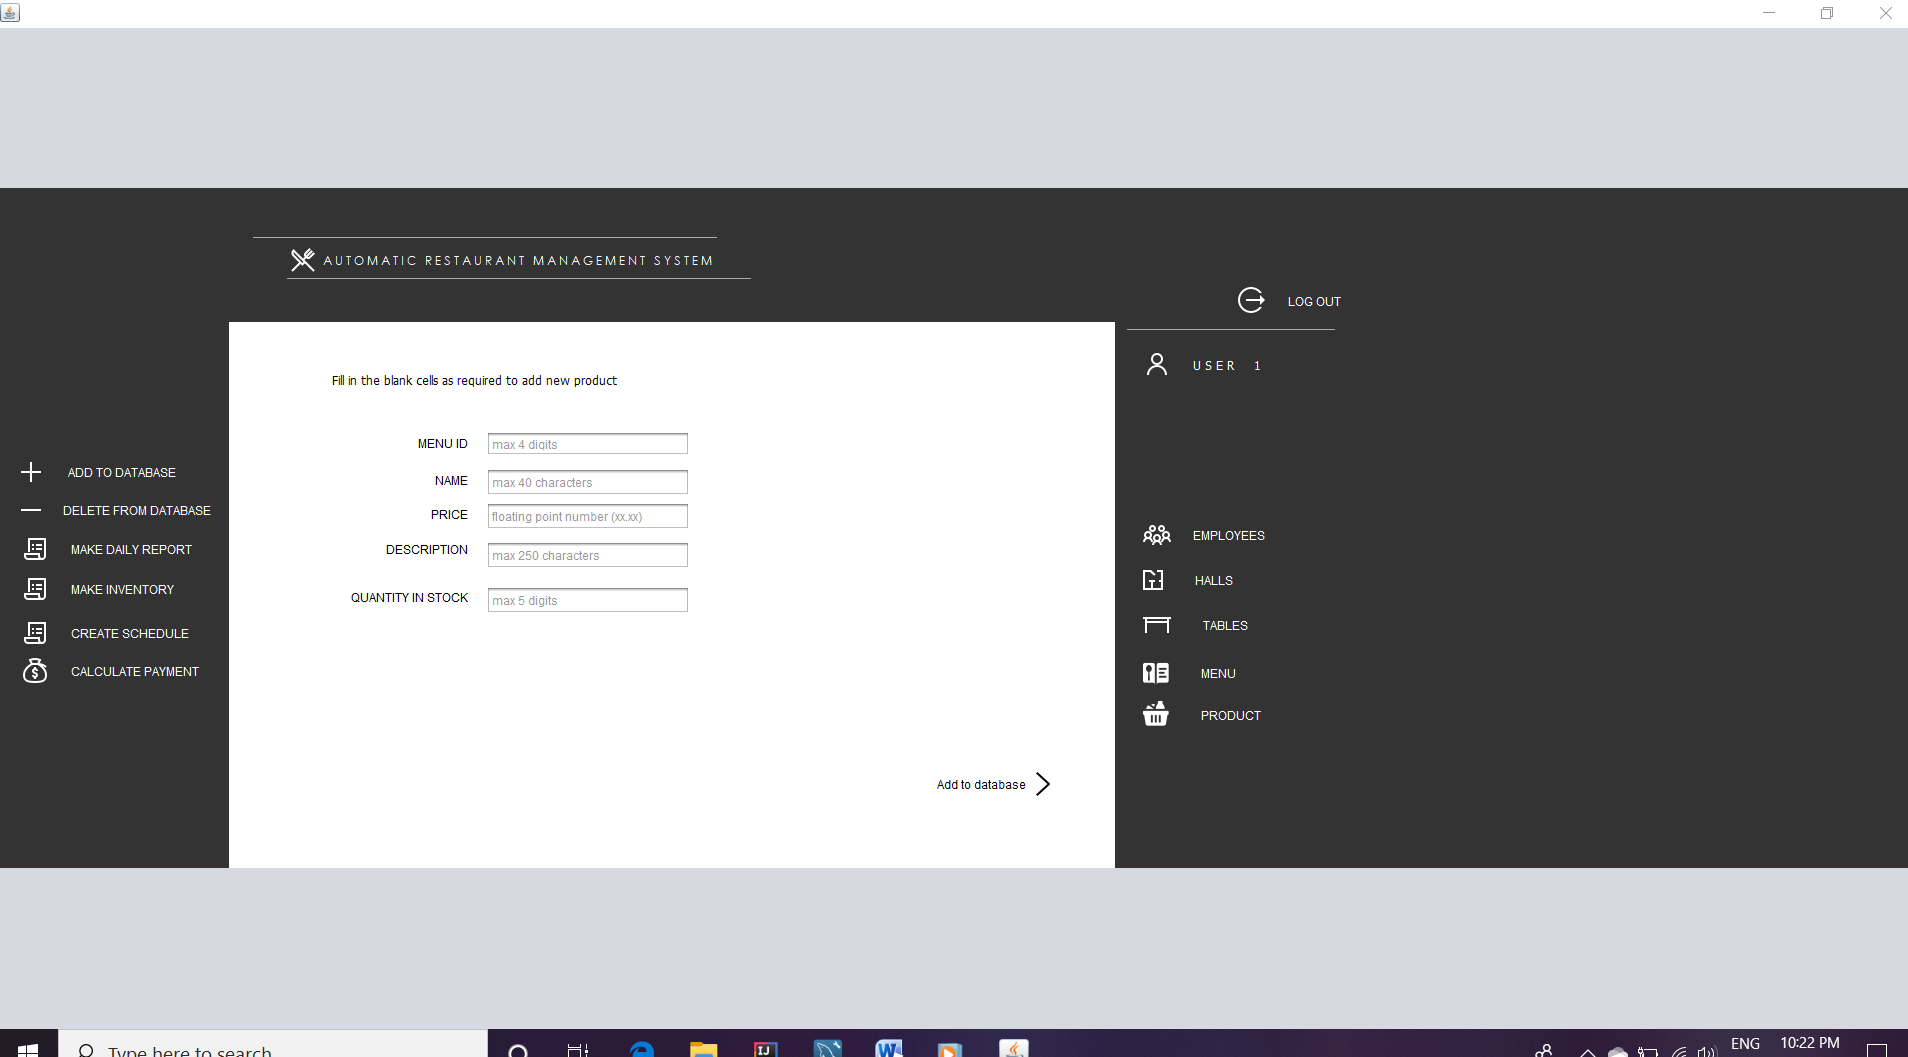 AUTOMATIC RESTAURANT MANAGEMENT SYSTEM
LOG OUT
USER 1
Fill in the blank cells as required to add new product
MENU ID
max 4 digits
NAME
max 40 characters
PRICE
floating point number (xx.xx)
DESCRIPTION
max 250 characters
QUANTITY IN STOCK
max 5 digits
Add to database
ADD TO DATABASE
DELETE FROM DATABASE
MAKE DAILY REPORT
MAKE INVENTORY
CREATE SCHEDULE
CALCULATE PAYMENT
EMPLOYEES
HALLS
TABLES
MENU
PRODUCT
Type here to search
ENG
10:22 PM